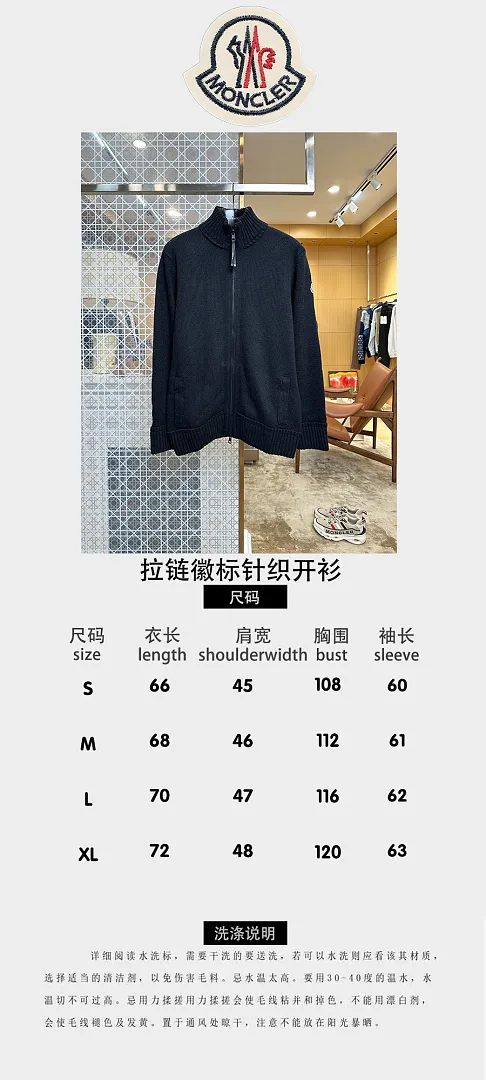 MONCLER
MONCLER
拉链徽标针织开衫
尺码
尺码 衣长 肩宽 胸围 袖长
size length shoulderwidth bust sleeve
S 66 45 108 60
M 68 46 112 61
L 70 47 116 62
XL 72 48 120 63
洗涤说明
详细阅读水洗标，需要干洗的要送洗，若可以水洗则应看该其材质，
选择适当的清洁剂，以免伤害毛料。忌水温太高。要用30-40度的温水，水
温切不可过高。忌用力揉搓用力揉搓会使毛线粘并和掉色，不能用漂白剂，
会使毛线褪色及发黄。置于通风处晾干，注意不能放在阳光暴晒。